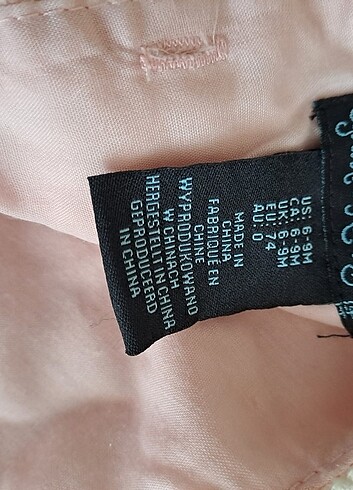 US: 6-9M
CA: 6-9M
UK: 6-9M
EU: 74
AU: 0
MADE IN
CHINA
FABRIQUE EN
CHINE
WYPRODUKOWANO
W CHINACH
HERGESTELLT IN CHINA
GEPRODUCEERD
IN CHINA